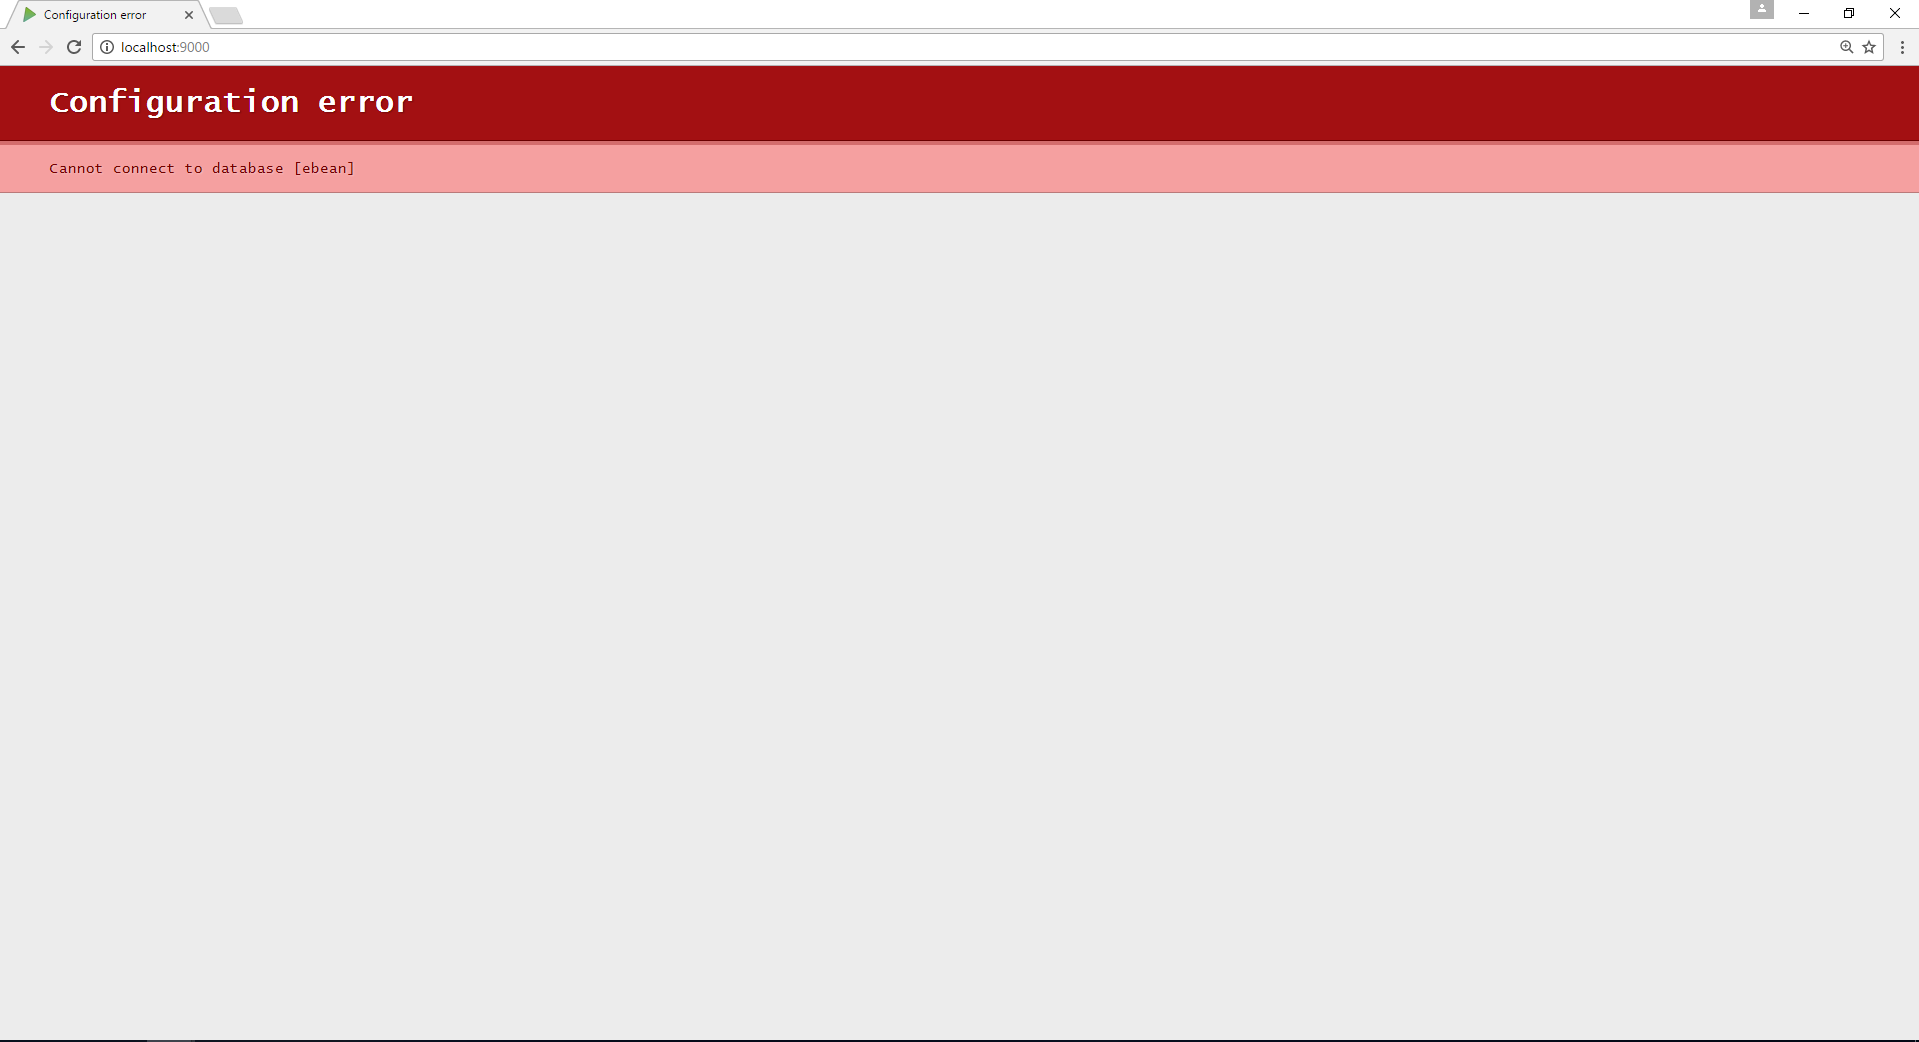 Configuration error
localhost:9000
Configuration error
Cannot connect to database [ebean]